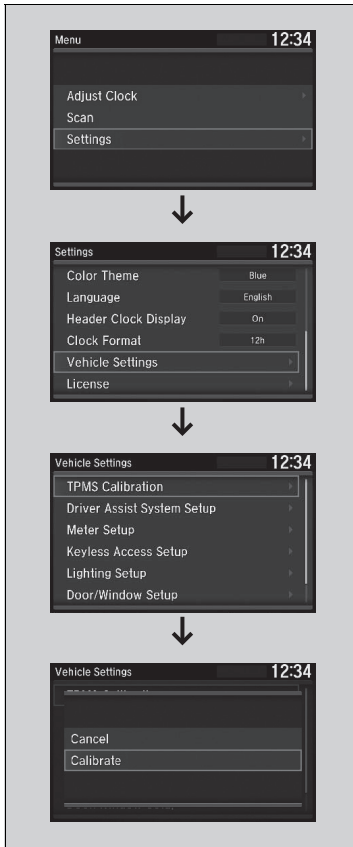 Menu 12:34
Adjust Clock
Scan
Settings
Settings 12:34
Color Theme Blue
Language English
Header Clock Display On
Clock Format 12h
Vehicle Settings
License
Vehicle Settings 12:34
TPMS Calibration
Driver Assist System Setup
Meter Setup
Keyless Access Setup
Lighting Setup
Door/Window Setup
Vehicle Settings 12:34
Cancel
Calibrate